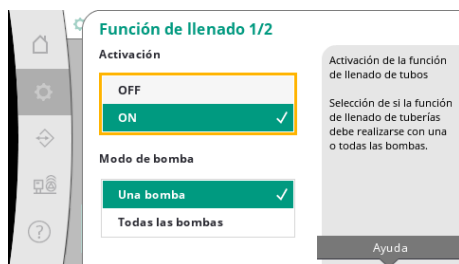 Función de llenado 1/2
Activación
OFF
ON
Modo de bomba
Una bomba
Todas las bombas
Activación de la función
de llenado de tubos
Selección de si la función
de llenado de tuberías
debe realizarse con una
o todas las bombas.
Ayuda